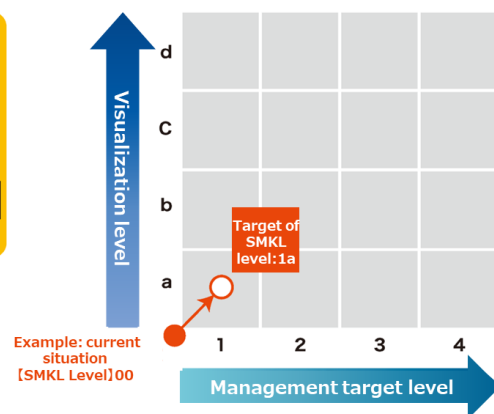 d
C
b
a
Visualization level
Target of
SMKL
level:1a
Example: current
situation
【SMKL Level】00
1 2 3 4
Management target level